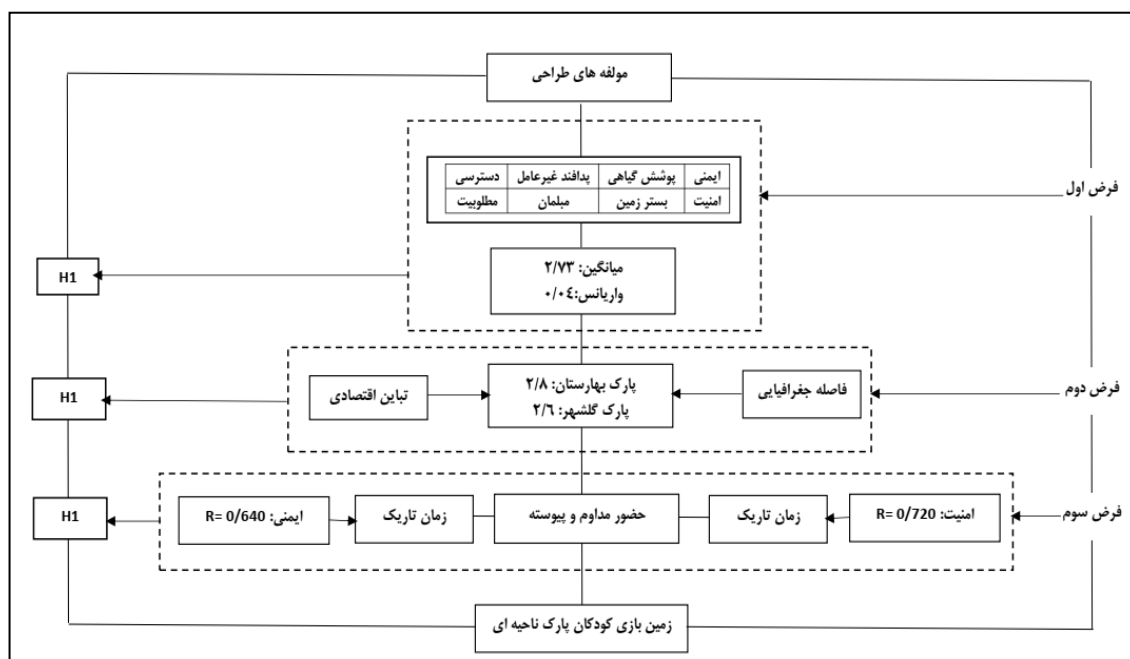 مولفه های طراحی
ایمنی پوشش گیاهی پدافند غیرعامل دسترسی
امنیت بستر زمین مبلمان مطلوبیت
فرض اول
میانگین: ۲/۷۳
واریانس:۰/۰٤
H1
فاصله جغرافیایی
پارک بهارستان: ۲/۸
پارک گلشهر: ۲/٦
تباین اقتصادی
فرض دوم
H1
امنیت: R= 0/720
زمان تاریک
حضور مداوم و پیوسته
زمان تاریک
ایمنی: R= 0/640
فرض سوم
H1
زمین بازی کودکان پارک ناحیه ای